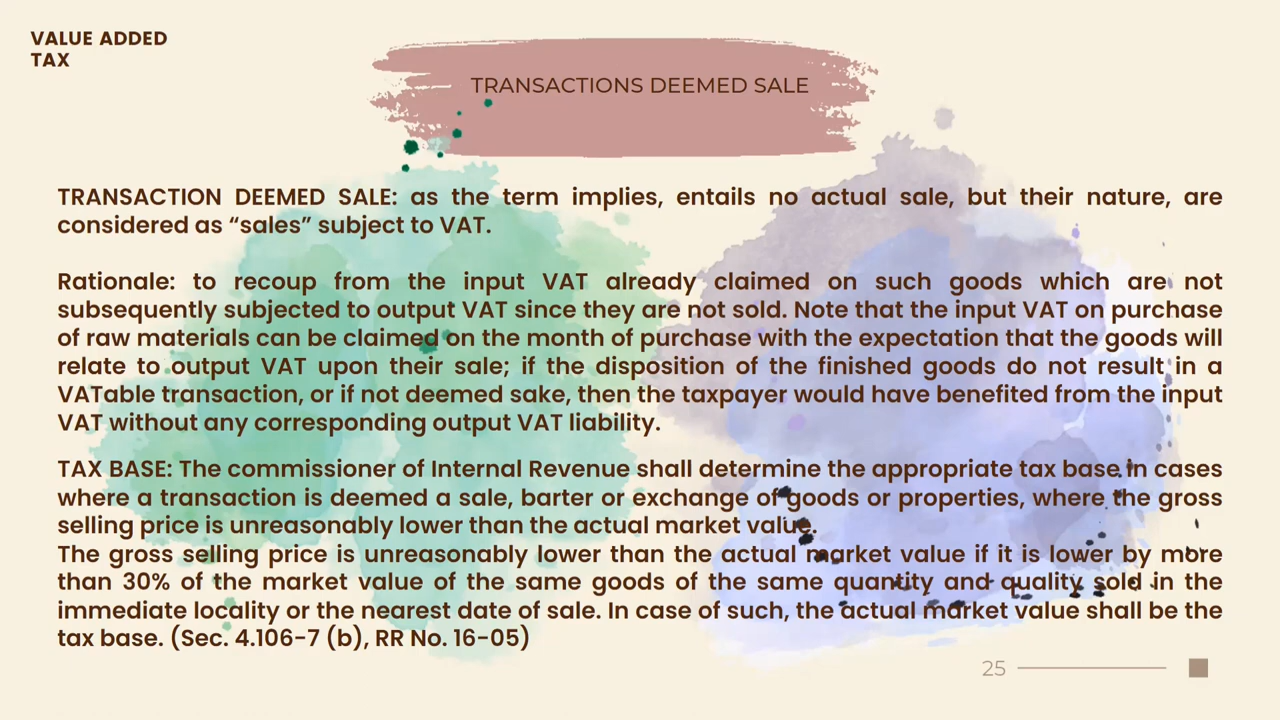 VALUE ADDED
TAX
TRANSACTIONS DEEMED SALE
TRANSACTION DEEMED SALE: as the term implies, entails no actual sale, but their nature, are
considered as “sales” subject to VAT.
Rationale: to recoup from the input VAT already claimed on such goods which are not
subsequently subjected to output VAT since they are not sold. Note that the input VAT on purchase
of raw materials can be claimed on the month of purchase with the expectation that the goods will
relate to output VAT upon their sale; if the disposition of the finished goods do not result in a
VATable transaction, or if not deemed sake, then the taxpayer would have benefited from the input
VAT without any corresponding output VAT liability.
TAX BASE: The commissioner of Internal Revenue shall determine the appropriate tax base in cases
where a transaction is deemed a sale, barter or exchange of goods or properties, where the gross
selling price is unreasonably lower than the actual market value.
The gross selling price is unreasonably lower than the actual market value if it is lower by more
than 30% of the market value of the same goods of the same quantity and quality sold in the
immediate locality or the nearest date of sale. In case of such, the actual market value shall be the
tax base. (Sec. 4.106-7 (b), RR No. 16-05)
25